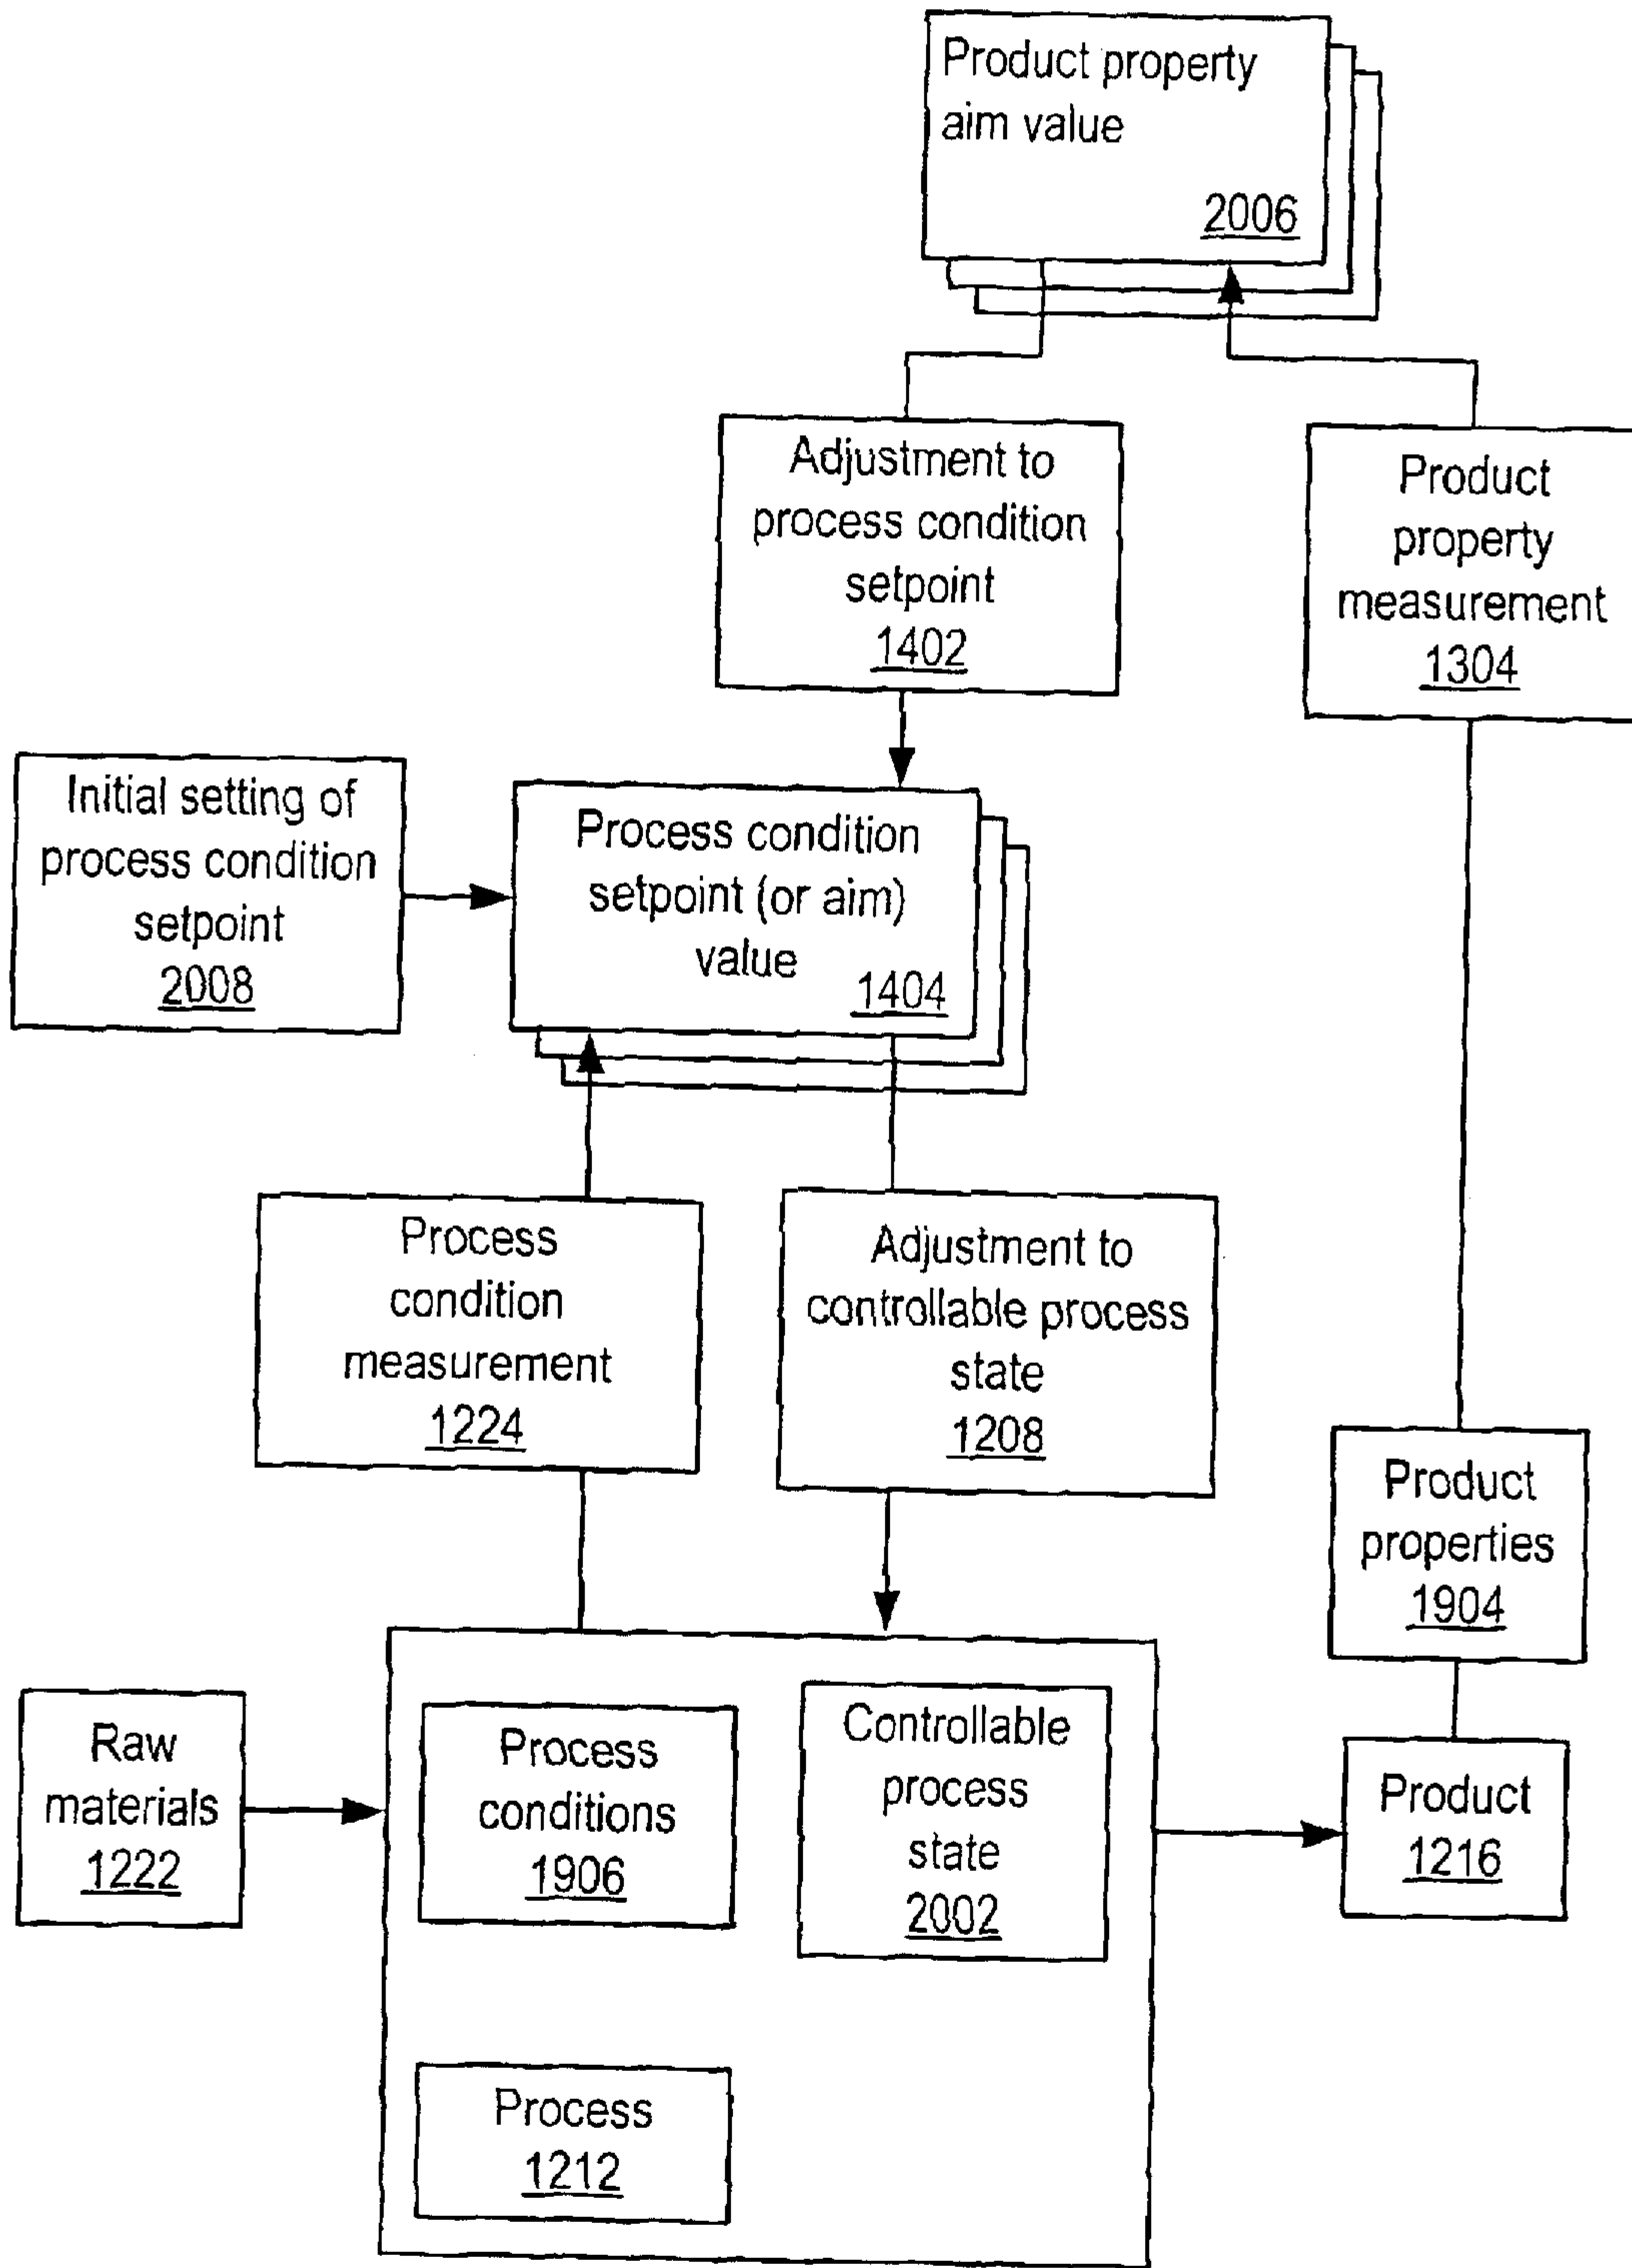 Product property
aim value
2006
Adjustment to
process condition
setpoint
1402
Product
property
measurement
1304
Initial setting of
process condition
setpoint
2008
Process condition
setpoint (or aim)
value
1404
Process
condition
measurement
1224
Adjustment to
controllable process
state
1208
Product
properties
1904
Raw
materials
1222
Process
conditions
1906
Controllable
process
state
2002
Product
1216
Process
1212